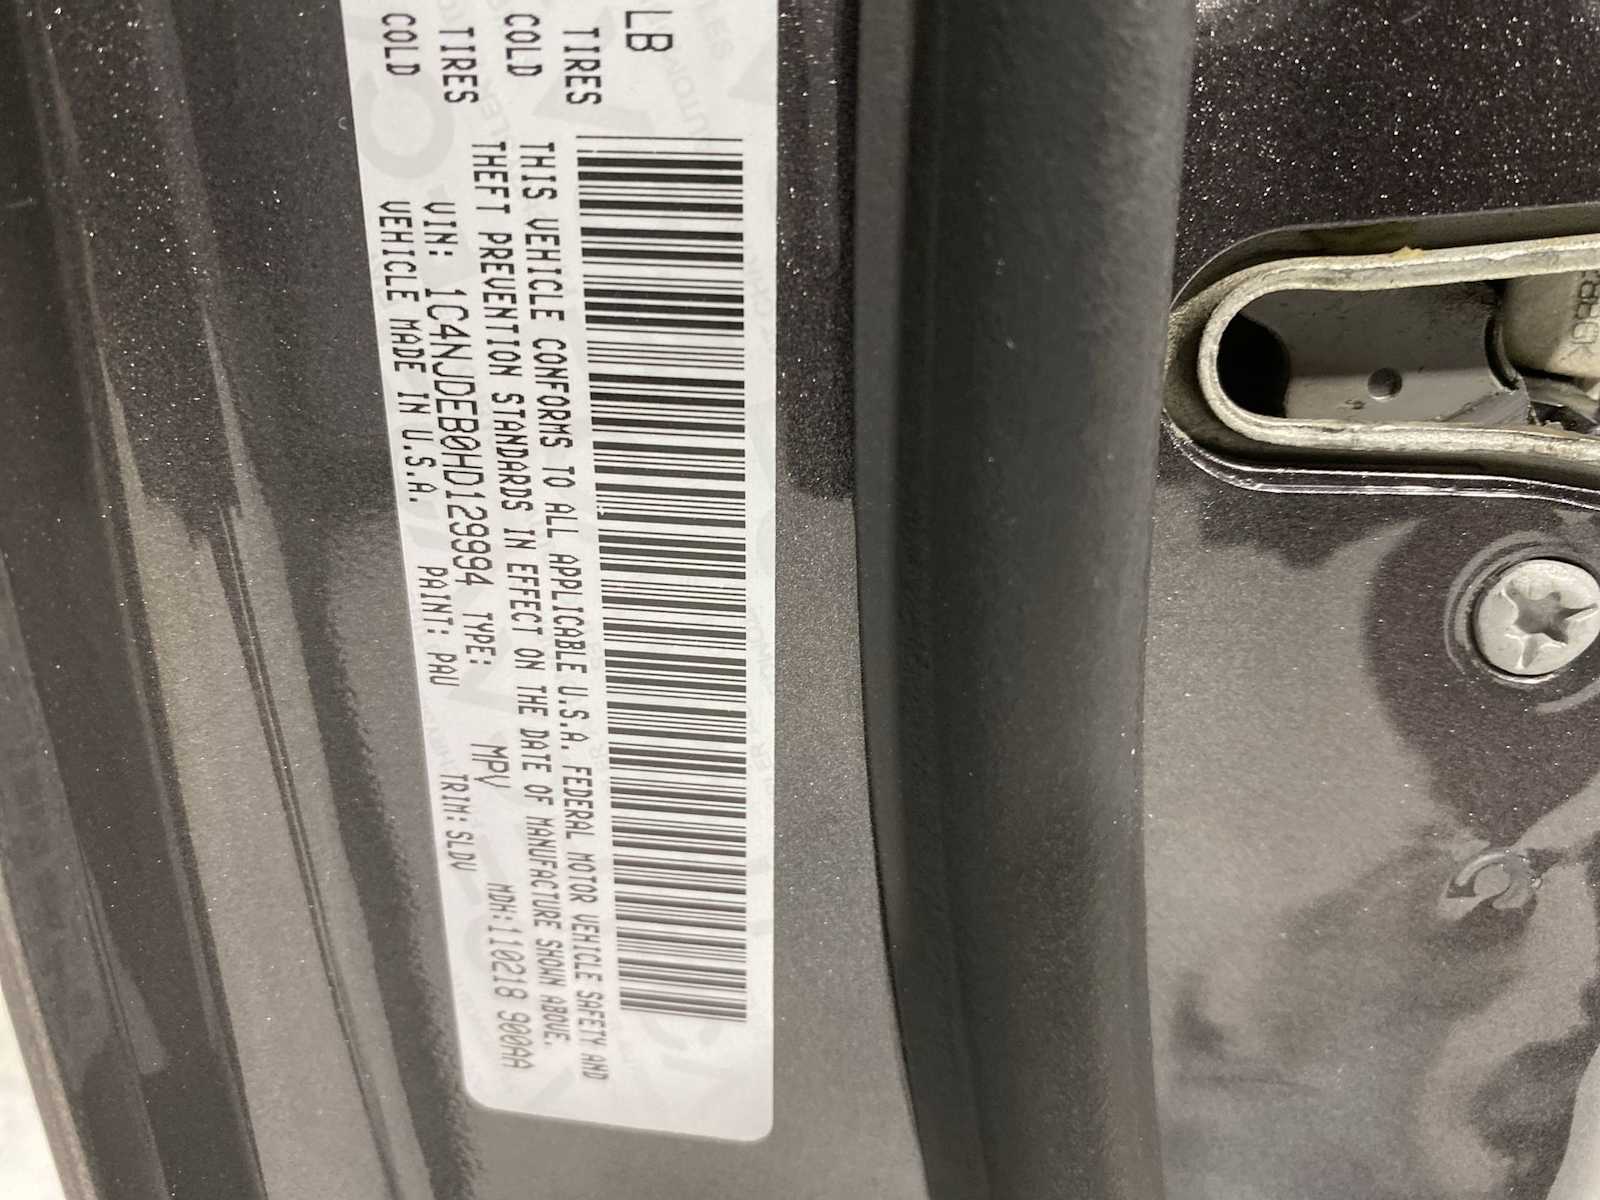 LB
TIRES COLD
TIRES COLD
THIS VEHICLE CONFORMS TO ALL APPLICABLE U.S.A. FEDERAL MOTOR VEHICLE SAFETY AND
THEFT PREVENTION STANDARDS IN EFFECT ON THE DATE OF MANUFACTURE SHOWN ABOVE.
VIN: 1C4NJDEB0HD129994 TYPE: MPV MDH:110218 900AA
VEHICLE MADE IN U.S.A. PAINT: PAU TRIM: SLDV